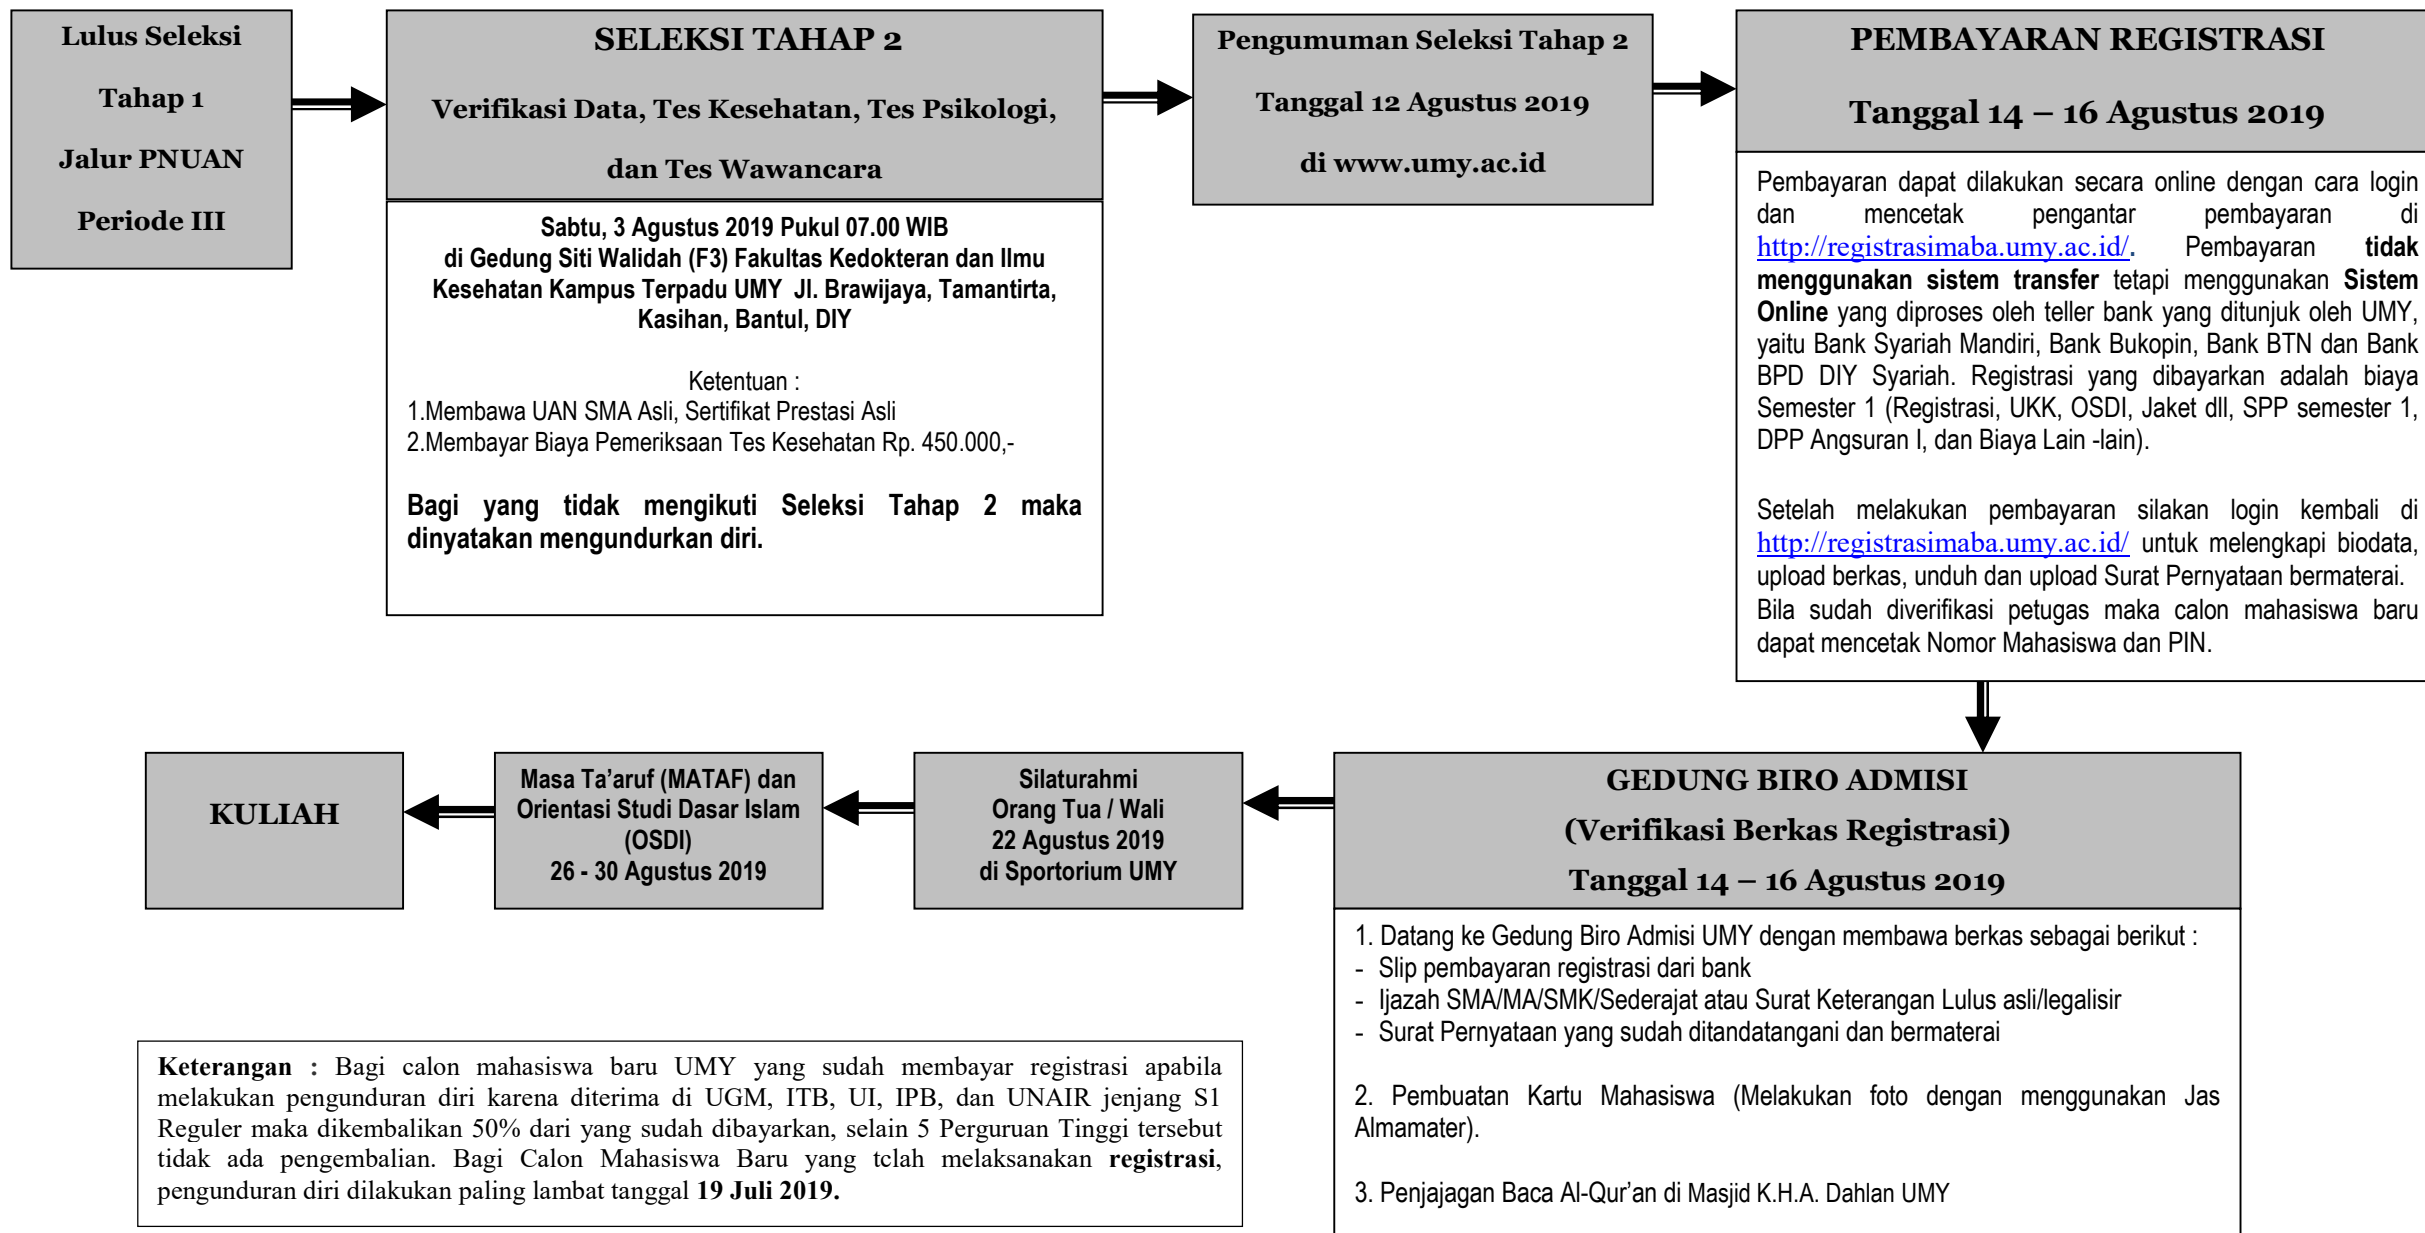 Lulus Seleksi
Tahap 1
Jalur PNUAN
Periode III
SELEKSI TAHAP 2
Verifikasi Data, Tes Kesehatan, Tes Psikologi,
dan Tes Wawancara
Sabtu, 3 Agustus 2019 Pukul 07.00 WIB
di Gedung Siti Walidah (F3) Fakultas Kedokteran dan Ilmu
Kesehatan Kampus Terpadu UMY Jl. Brawijaya, Tamantirta,
Kasihan, Bantul, DIY
Ketentuan :
1.Membawa UAN SMA Asli, Sertifikat Prestasi Asli
2.Membayar Biaya Pemeriksaan Tes Kesehatan Rp. 450.000,-
Bagi yang tidak mengikuti Seleksi Tahap 2 maka
dinyatakan mengundurkan diri.
Pengumuman Seleksi Tahap 2
Tanggal 12 Agustus 2019
di www.umy.ac.id
PEMBAYARAN REGISTRASI
Tanggal 14 – 16 Agustus 2019
Pembayaran dapat dilakukan secara online dengan cara login
dan mencetak pengantar pembayaran di
http://registrasimaba.umy.ac.id/. Pembayaran tidak
menggunakan sistem transfer tetapi menggunakan Sistem
Online yang diproses oleh teller bank yang ditunjuk oleh UMY,
yaitu Bank Syariah Mandiri, Bank Bukopin, Bank BTN dan Bank
BPD DIY Syariah. Registrasi yang dibayarkan adalah biaya
Semester 1 (Registrasi, UKK, OSDI, Jaket dll, SPP semester 1,
DPP Angsuran I, dan Biaya Lain -lain).
Setelah melakukan pembayaran silakan login kembali di
http://registrasimaba.umy.ac.id/ untuk melengkapi biodata,
upload berkas, unduh dan upload Surat Pernyataan bermaterai.
Bila sudah diverifikasi petugas maka calon mahasiswa baru
dapat mencetak Nomor Mahasiswa dan PIN.
GEDUNG BIRO ADMISI
(Verifikasi Berkas Registrasi)
Tanggal 14 – 16 Agustus 2019
1. Datang ke Gedung Biro Admisi UMY dengan membawa berkas sebagai berikut :
- Slip pembayaran registrasi dari bank
- Ijazah SMA/MA/SMK/Sederajat atau Surat Keterangan Lulus asli/legalisir
- Surat Pernyataan yang sudah ditandatangani dan bermaterai
2. Pembuatan Kartu Mahasiswa (Melakukan foto dengan menggunakan Jas
Almamater).
3. Penjajagan Baca Al-Qur'an di Masjid K.H.A. Dahlan UMY
Silaturahmi
Orang Tua / Wali
22 Agustus 2019
di Sportorium UMY
Masa Ta'aruf (MATAF) dan
Orientasi Studi Dasar Islam
(OSDI)
26 - 30 Agustus 2019
KULIAH
Keterangan : Bagi calon mahasiswa baru UMY yang sudah membayar registrasi apabila
melakukan pengunduran diri karena diterima di UGM, ITB, UI, IPB, dan UNAIR jenjang S1
Reguler maka dikembalikan 50% dari yang sudah dibayarkan, selain 5 Perguruan Tinggi tersebut
tidak ada pengembalian. Bagi Calon Mahasiswa Baru yang tclah melaksanakan registrasi,
pengunduran diri dilakukan paling lambat tanggal 19 Juli 2019.